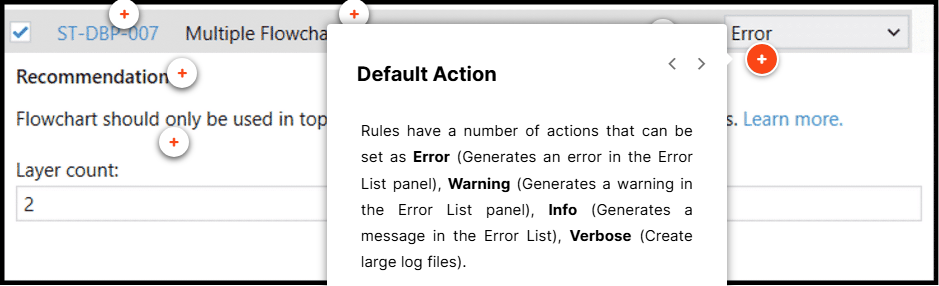 ST-DBP-007 Multiple Flowcha Error
Default Action
Recommendation
Flowchart should only be used in top s. Learn more.
Rules have a number of actions that can be
set as Error (Generates an error in the Error
List panel), Warning (Generates a warning in
the Error List panel), Info (Generates a
message in the Error List), Verbose (Create
large log files).
Layer count:
2